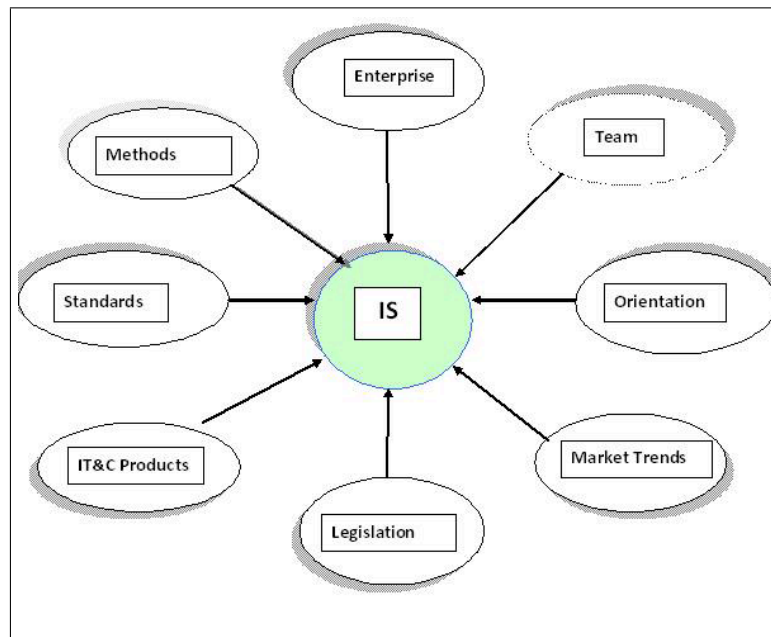 Enterprise
Team
Methods
Standards
IS
Orientation
IT&C Products
Market Trends
Legislation